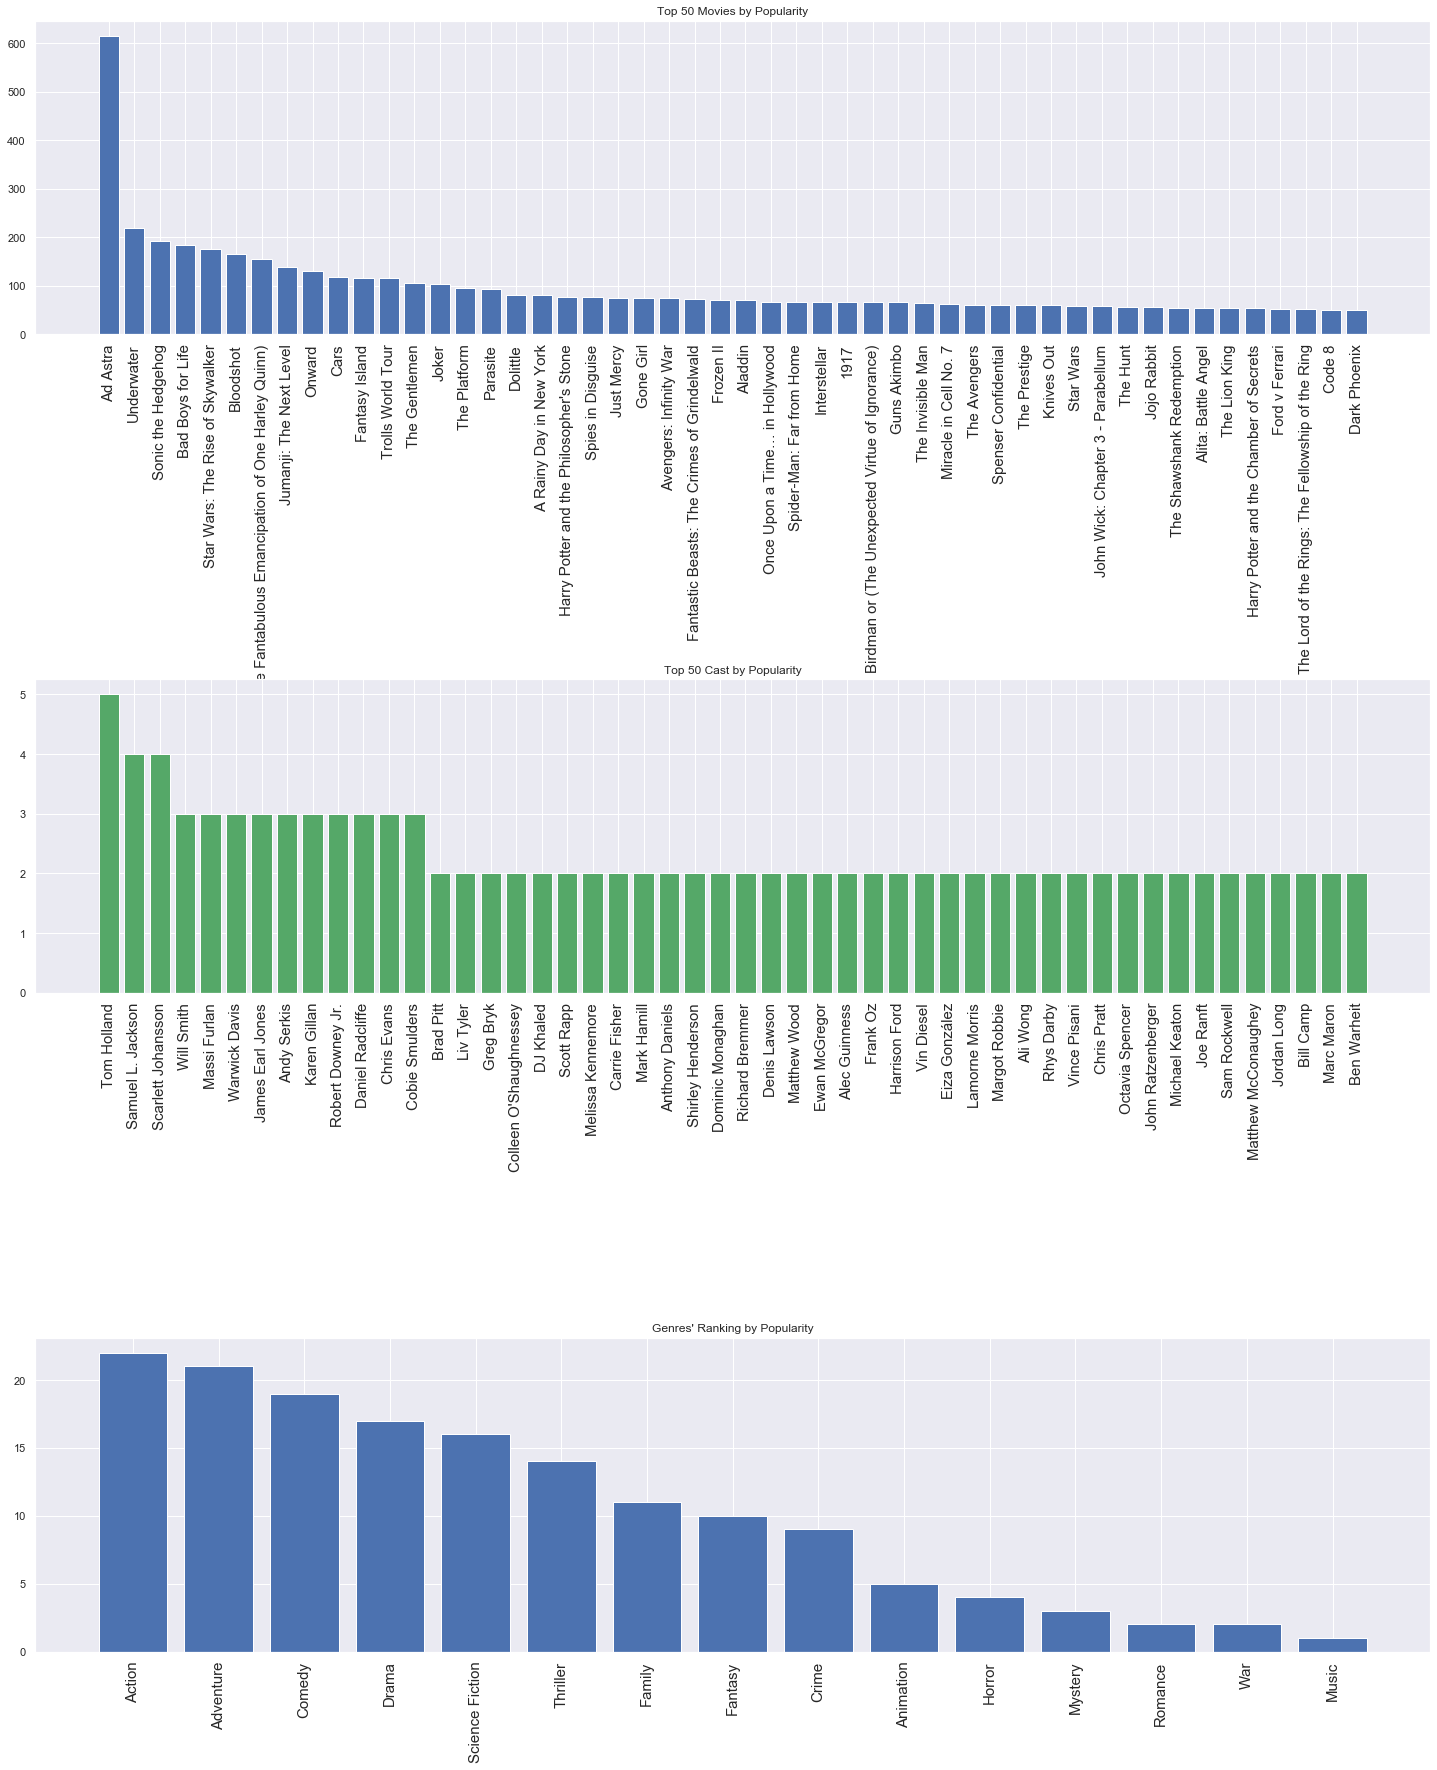 Top 50 Movies by Popularity
600
500
400
300
200
100
0
Ad Astra
Underwater
Sonic the Hedgehog
Bad Boys for Life
Star Wars: The Rise of Skywalker
Bloodshot
Fantabulous Emancipation of One Harley Quinn)
Jumanji: The Next Level
Onward
Cars
Fantasy Island
Trolls World Tour
The Gentlemen
Joker
The Platform
Parasite
Dolittle
A Rainy Day in New York
Harry Potter and the Philosopher's Stone
Spies in Disguise
Just Mercy
Gone Girl
Avengers: Infinity War
Fantastic Beasts: The Crimes of Grindelwald
Frozen II
Aladdin
Once Upon a Time… in Hollywood
Spider-Man: Far from Home
Interstellar
1917
Birdman or (The Unexpected Virtue of Ignorance)
Guns Akimbo
The Invisible Man
Miracle in Cell No. 7
The Avengers
Spenser Confidential
The Prestige
Knives Out
Star Wars
John Wick: Chapter 3 - Parabellum
The Hunt
Jojo Rabbit
The Shawshank Redemption
Alita: Battle Angel
The Lion King
Harry Potter and the Chamber of Secrets
Ford v Ferrari
The Lord of the Rings: The Fellowship of the Ring
Code 8
Dark Phoenix
Top 50 Cast by Popularity
5
4
3
2
1
0
Tom Holland
Samuel L. Jackson
Scarlett Johansson
Will Smith
Massi Furlan
Warwick Davis
James Earl Jones
Andy Serkis
Karen Gillan
Robert Downey Jr.
Daniel Radcliffe
Chris Evans
Cobie Smulders
Brad Pitt
Liv Tyler
Greg Bryk
Colleen O'Shaughnessey
DJ Khaled
Scott Rapp
Melissa Kennemore
Carrie Fisher
Mark Hamill
Anthony Daniels
Shirley Henderson
Dominic Monaghan
Richard Bremmer
Denis Lawson
Matthew Wood
Ewan McGregor
Alec Guinness
Frank Oz
Harrison Ford
Vin Diesel
Eiza González
Lamorne Morris
Margot Robbie
Ali Wong
Rhys Darby
Vince Pisani
Chris Pratt
Octavia Spencer
John Ratzenberger
Michael Keaton
Joe Ranft
Sam Rockwell
Matthew McConaughey
Jordan Long
Bill Camp
Marc Maron
Ben Warheit
Genres' Ranking by Popularity
20
15
10
5
0
Action
Adventure
Comedy
Drama
Science Fiction
Thriller
Family
Fantasy
Crime
Animation
Horror
Mystery
Romance
War
Music